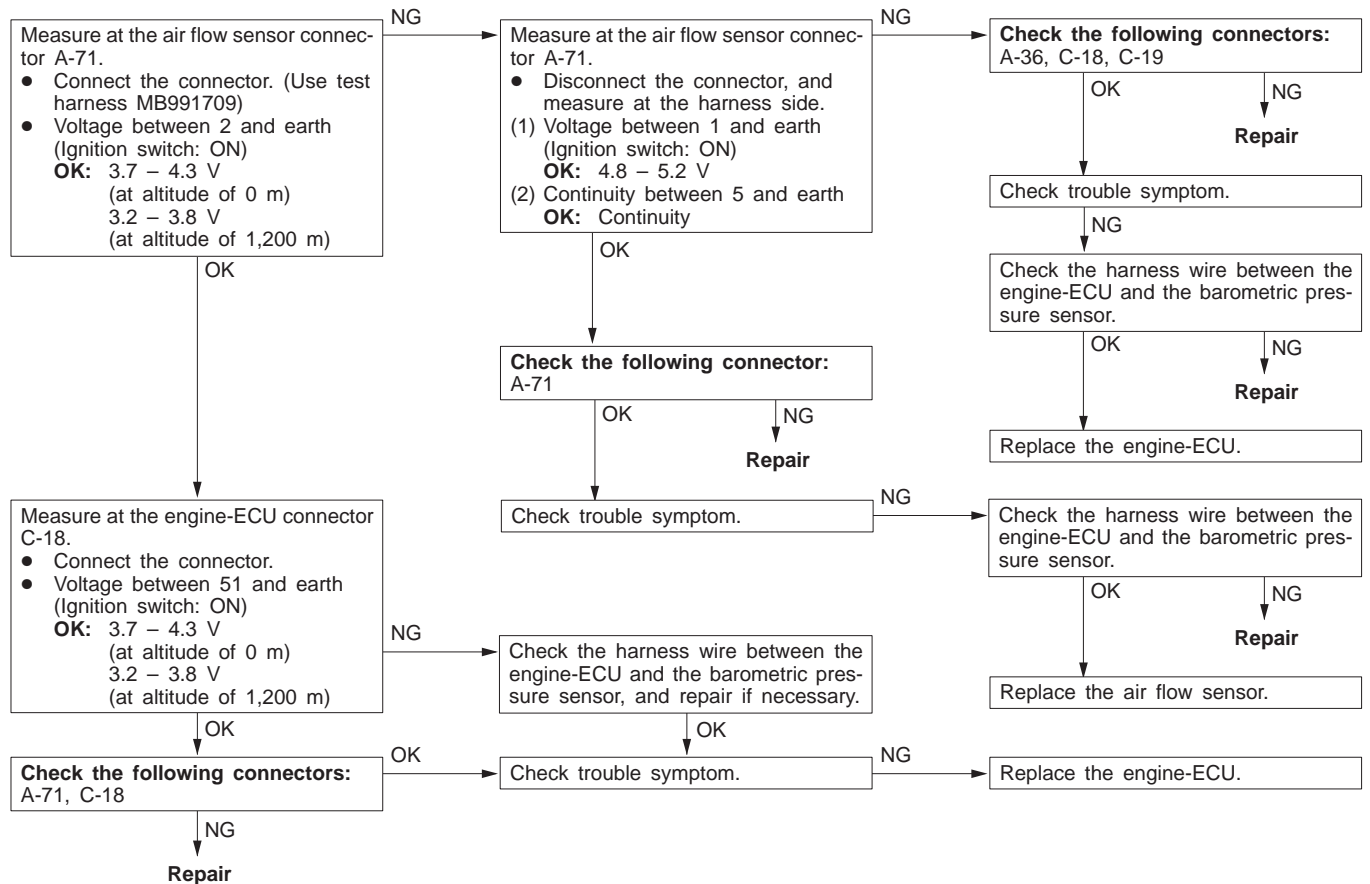 Measure at the air flow sensor connec-
tor A-71.
● Connect the connector. (Use test
harness MB991709)
● Voltage between 2 and earth
(Ignition switch: ON)
OK: 3.7 – 4.3 V
(at altitude of 0 m)
3.2 – 3.8 V
(at altitude of 1,200 m)
NG
OK
Measure at the air flow sensor connec-
tor A-71.
● Disconnect the connector, and
measure at the harness side.
(1) Voltage between 1 and earth
(Ignition switch: ON)
OK: 4.8 – 5.2 V
(2) Continuity between 5 and earth
OK: Continuity
NG
OK
Check the following connectors:
A-36, C-18, C-19
OK
NG
Repair
Check trouble symptom.
NG
Check the harness wire between the
engine-ECU and the barometric pres-
sure sensor.
OK
NG
Repair
Replace the engine-ECU.
Check the following connector:
A-71
OK
NG
Repair
Check trouble symptom.
NG
Check the harness wire between the
engine-ECU and the barometric pres-
sure sensor.
OK
NG
Repair
Replace the air flow sensor.
Measure at the engine-ECU connector
C-18.
● Connect the connector.
● Voltage between 51 and earth
(Ignition switch: ON)
OK: 3.7 – 4.3 V
(at altitude of 0 m)
3.2 – 3.8 V
(at altitude of 1,200 m)
NG
OK
Check the harness wire between the
engine-ECU and the barometric pres-
sure sensor, and repair if necessary.
OK
Check the following connectors:
A-71, C-18
OK
NG
Repair
Check trouble symptom.
NG
Replace the engine-ECU.